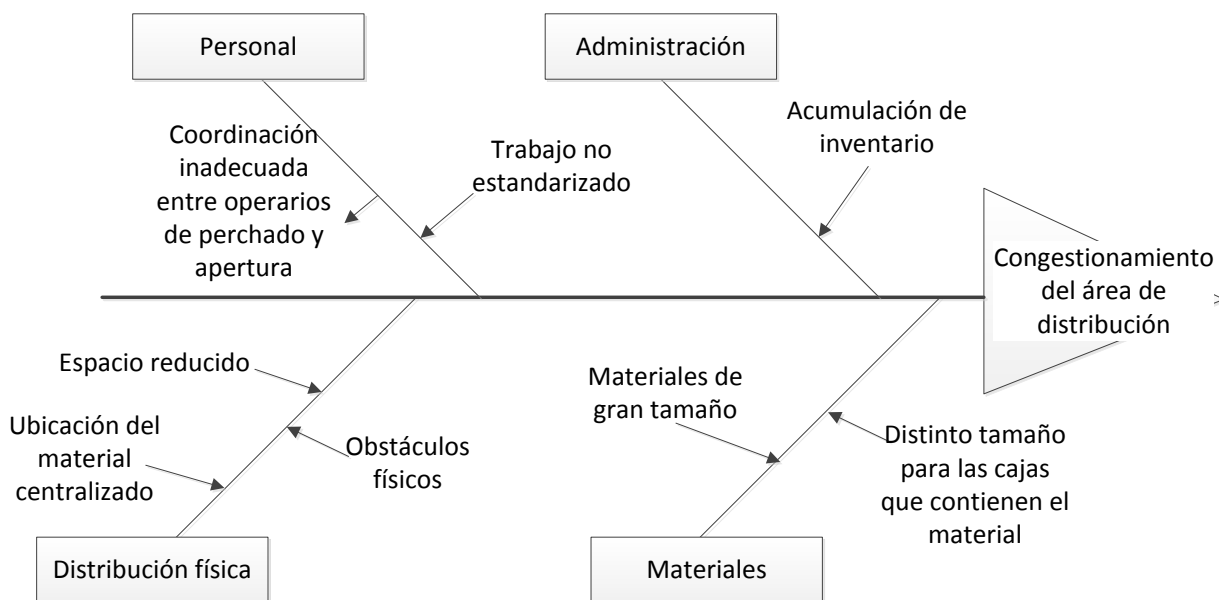 Personal
Administración
Coordinación
inadecuada
entre operarios
de perchado y
apertura
Trabajo no
estandarizado
Acumulación de
inventario
Congestionamiento
del área de
distribución
Espacio reducido
Ubicación del
material
centralizado
Obstáculos
físicos
Materiales de
gran tamaño
Distinto tamaño
para las cajas
que contienen el
material
Distribución física
Materiales